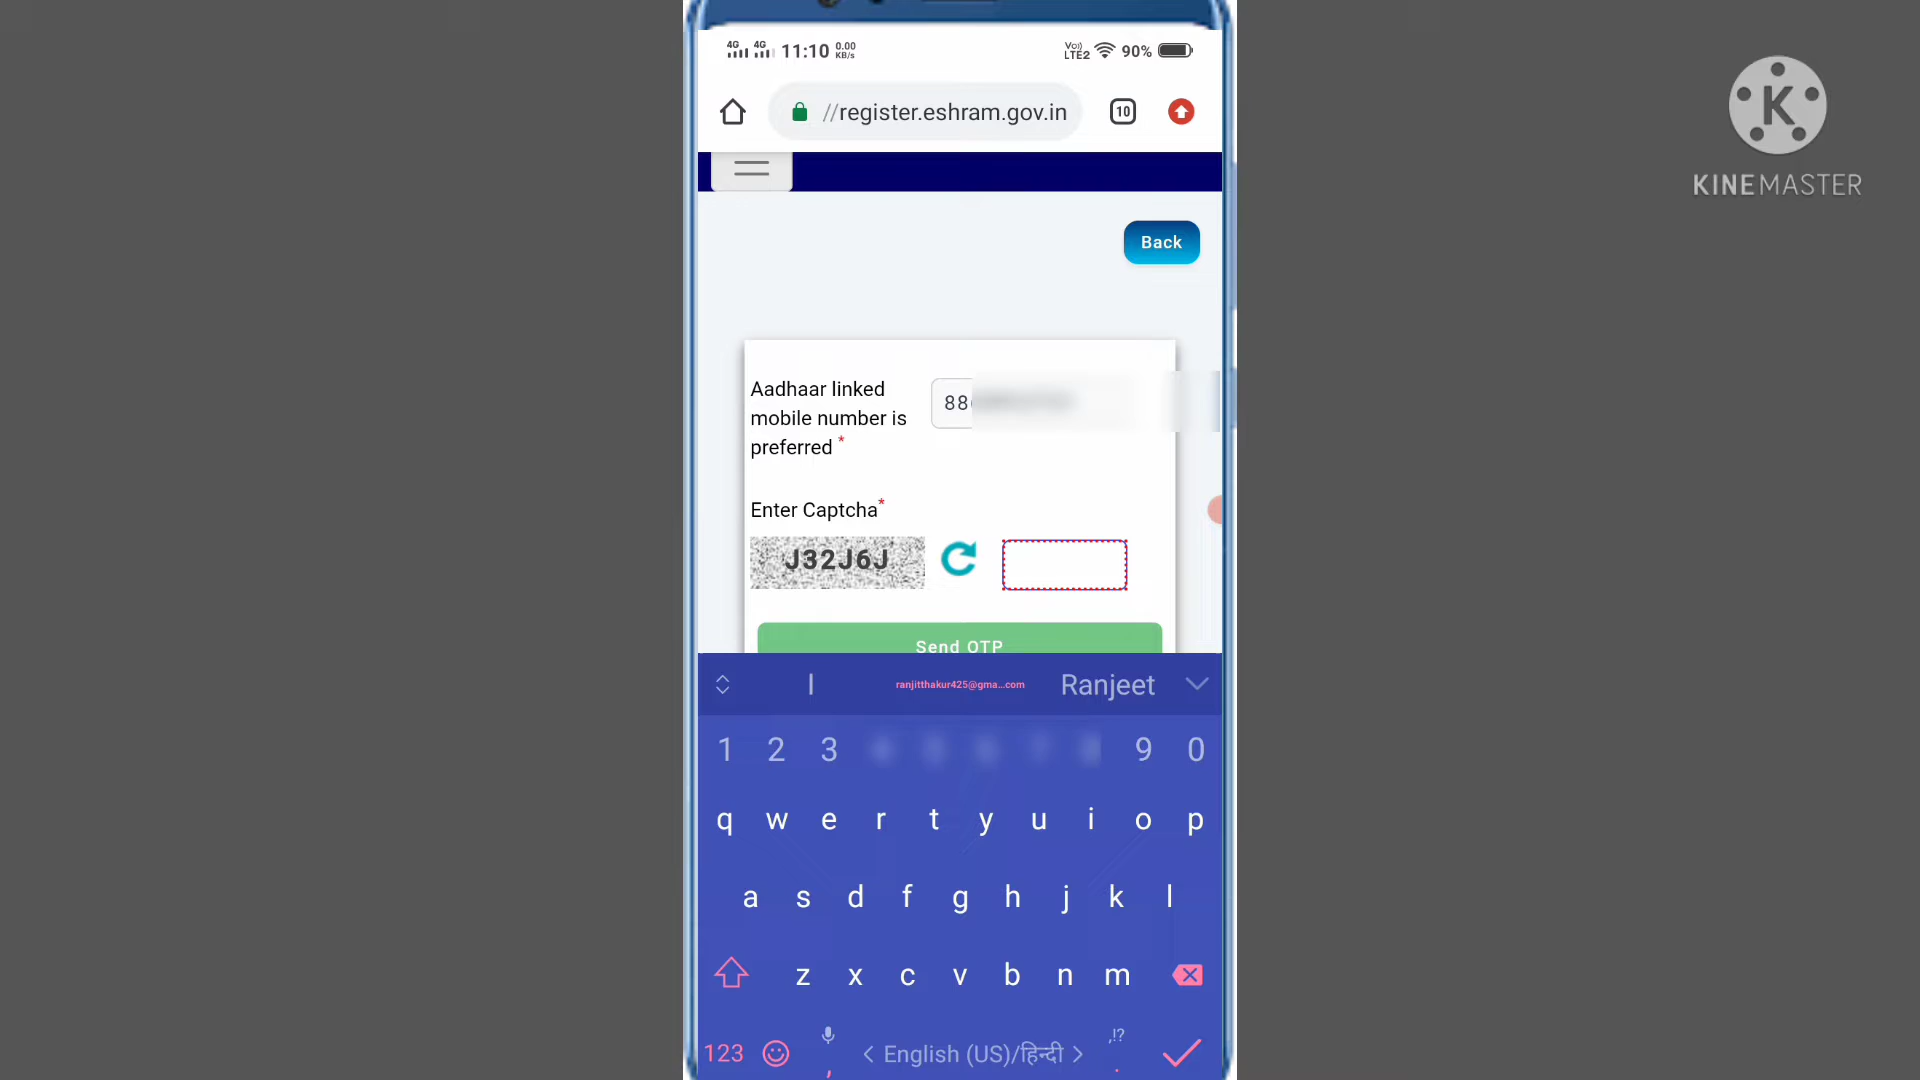 4G 4G 11:10 0.00 KB/s Vo)) LTE2 90%
//register.eshram.gov.in 10
Back
Aadhaar linked
mobile number is
preferred *
88
Enter Captcha*
J32J6J
Send OTP
I ranjitthakur425@gma...com Ranjeet
1 2 3 9 0
q w e r t y u i o p
a s d f g h j k l
z x c v b n m
123 , < English (US)/हिन्दी > ,!? .
K
KINEMASTER